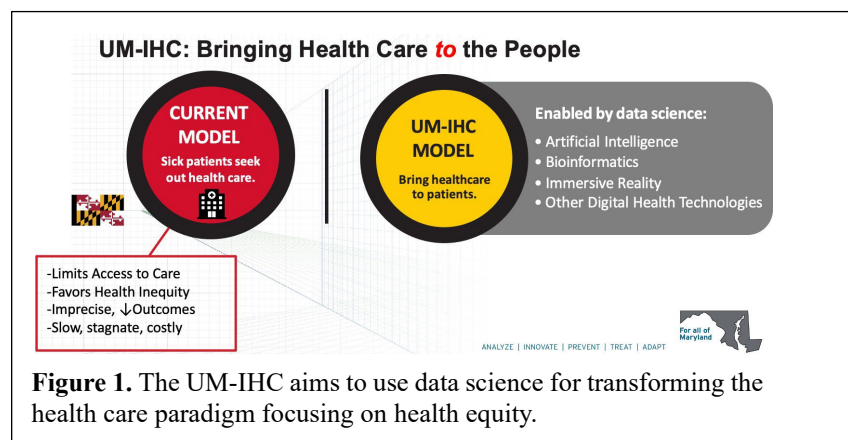 UM-IHC: Bringing Health Care to the People
CURRENT
MODEL
Sick patients seek
out health care.
UM-IHC
MODEL
Bring healthcare
to patients.
Enabled by data science:
• Artificial Intelligence
• Bioinformatics
• Immersive Reality
• Other Digital Health Technologies
-Limits Access to Care
-Favors Health Inequity
-Imprecise, ↓Outcomes
-Slow, stagnate, costly
For all of
Maryland
ANALYZE | INNOVATE | PREVENT | TREAT | ADAPT
Figure 1. The UM-IHC aims to use data science for transforming the
health care paradigm focusing on health equity.